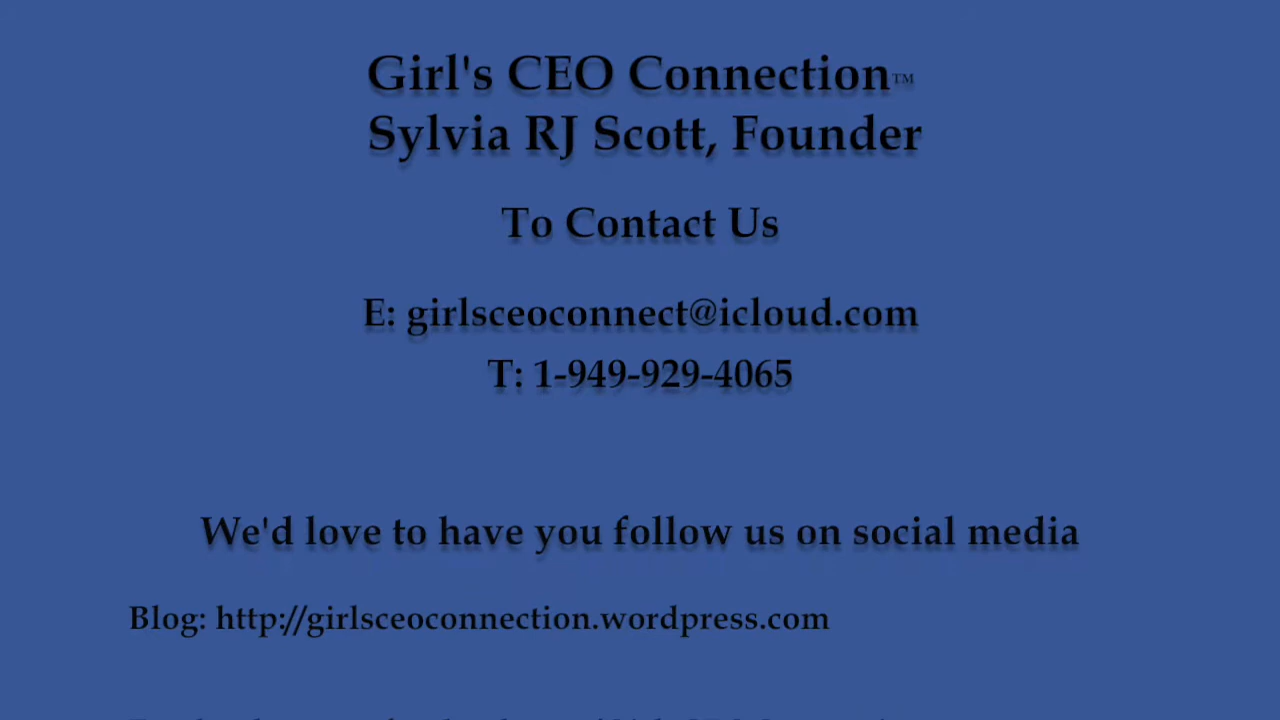 Girl's CEO Connection™
Sylvia RJ Scott, Founder
To Contact Us
E: girlsceoconnect@icloud.com
T: 1-949-929-4065
We'd love to have you follow us on social media
Blog: http://girlsceoconnection.wordpress.com